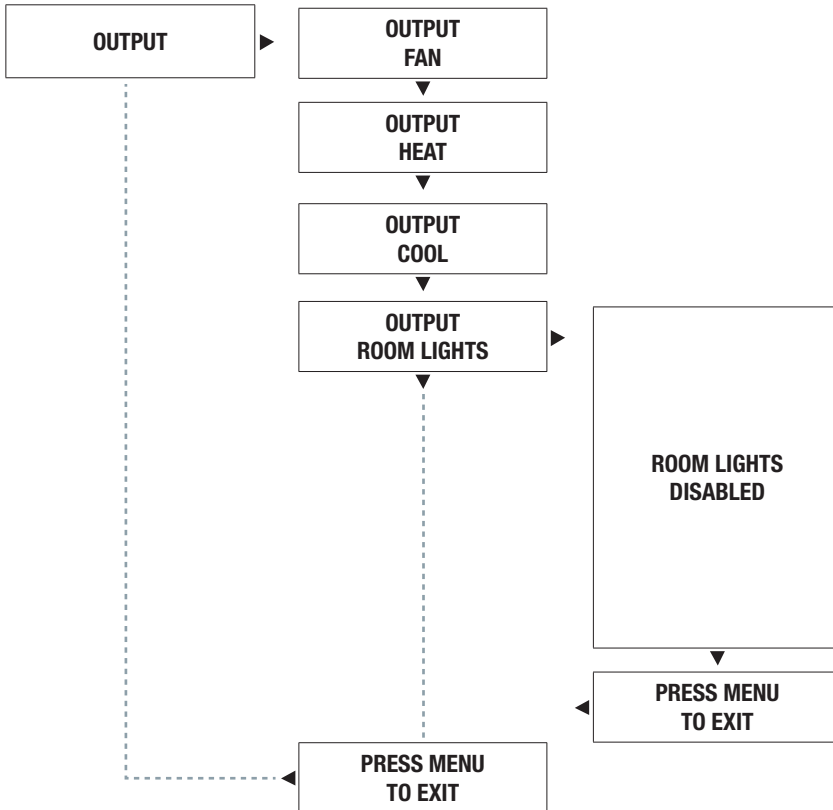 OUTPUT
OUTPUT
FAN
OUTPUT
HEAT
OUTPUT
COOL
OUTPUT
ROOM LIGHTS
ROOM LIGHTS
DISABLED
PRESS MENU
TO EXIT
PRESS MENU
TO EXIT